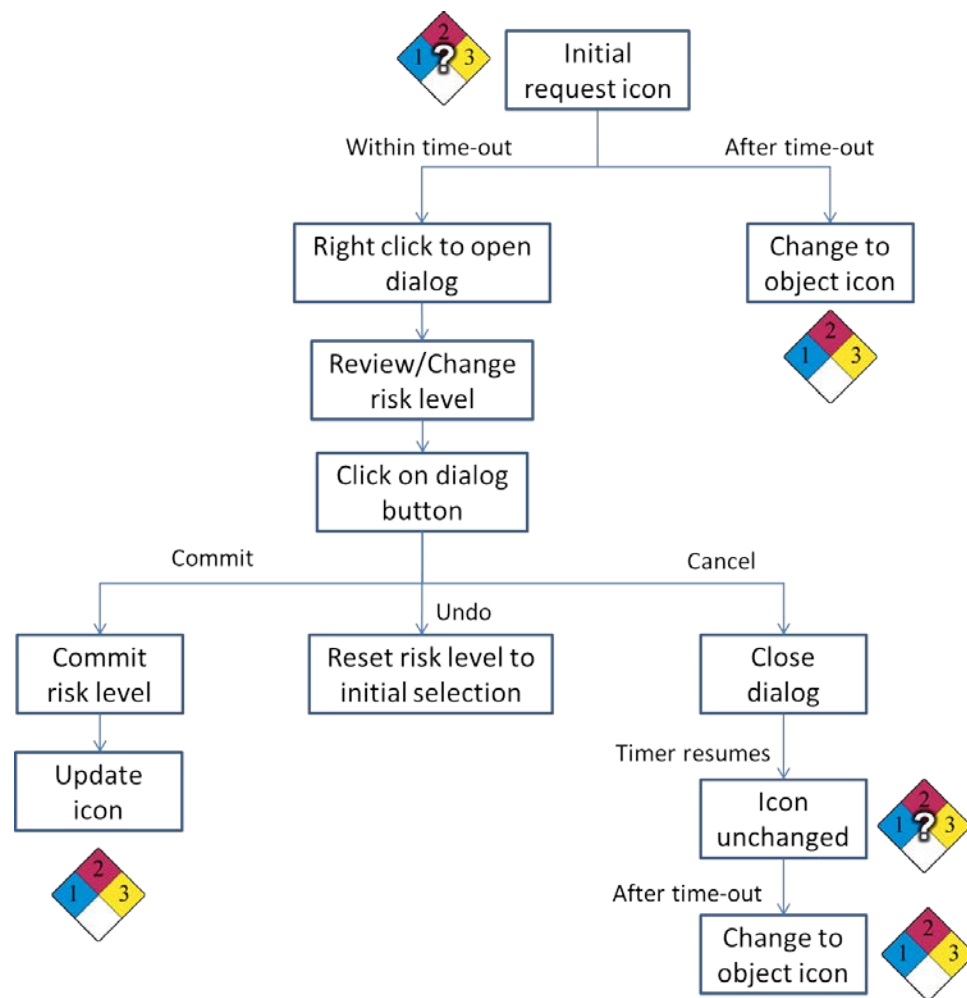 2
1 ? 3
Initial
request icon
Within time-out
After time-out
Right click to open
dialog
Change to
object icon
2
1 3
Review/Change
risk level
Click on dialog
button
Commit
Cancel
Undo
Commit
risk level
Reset risk level to
initial selection
Close
dialog
Timer resumes
Update
icon
Icon
unchanged
2
1 ? 3
2
1 3
After time-out
Change to
object icon
2
1 3